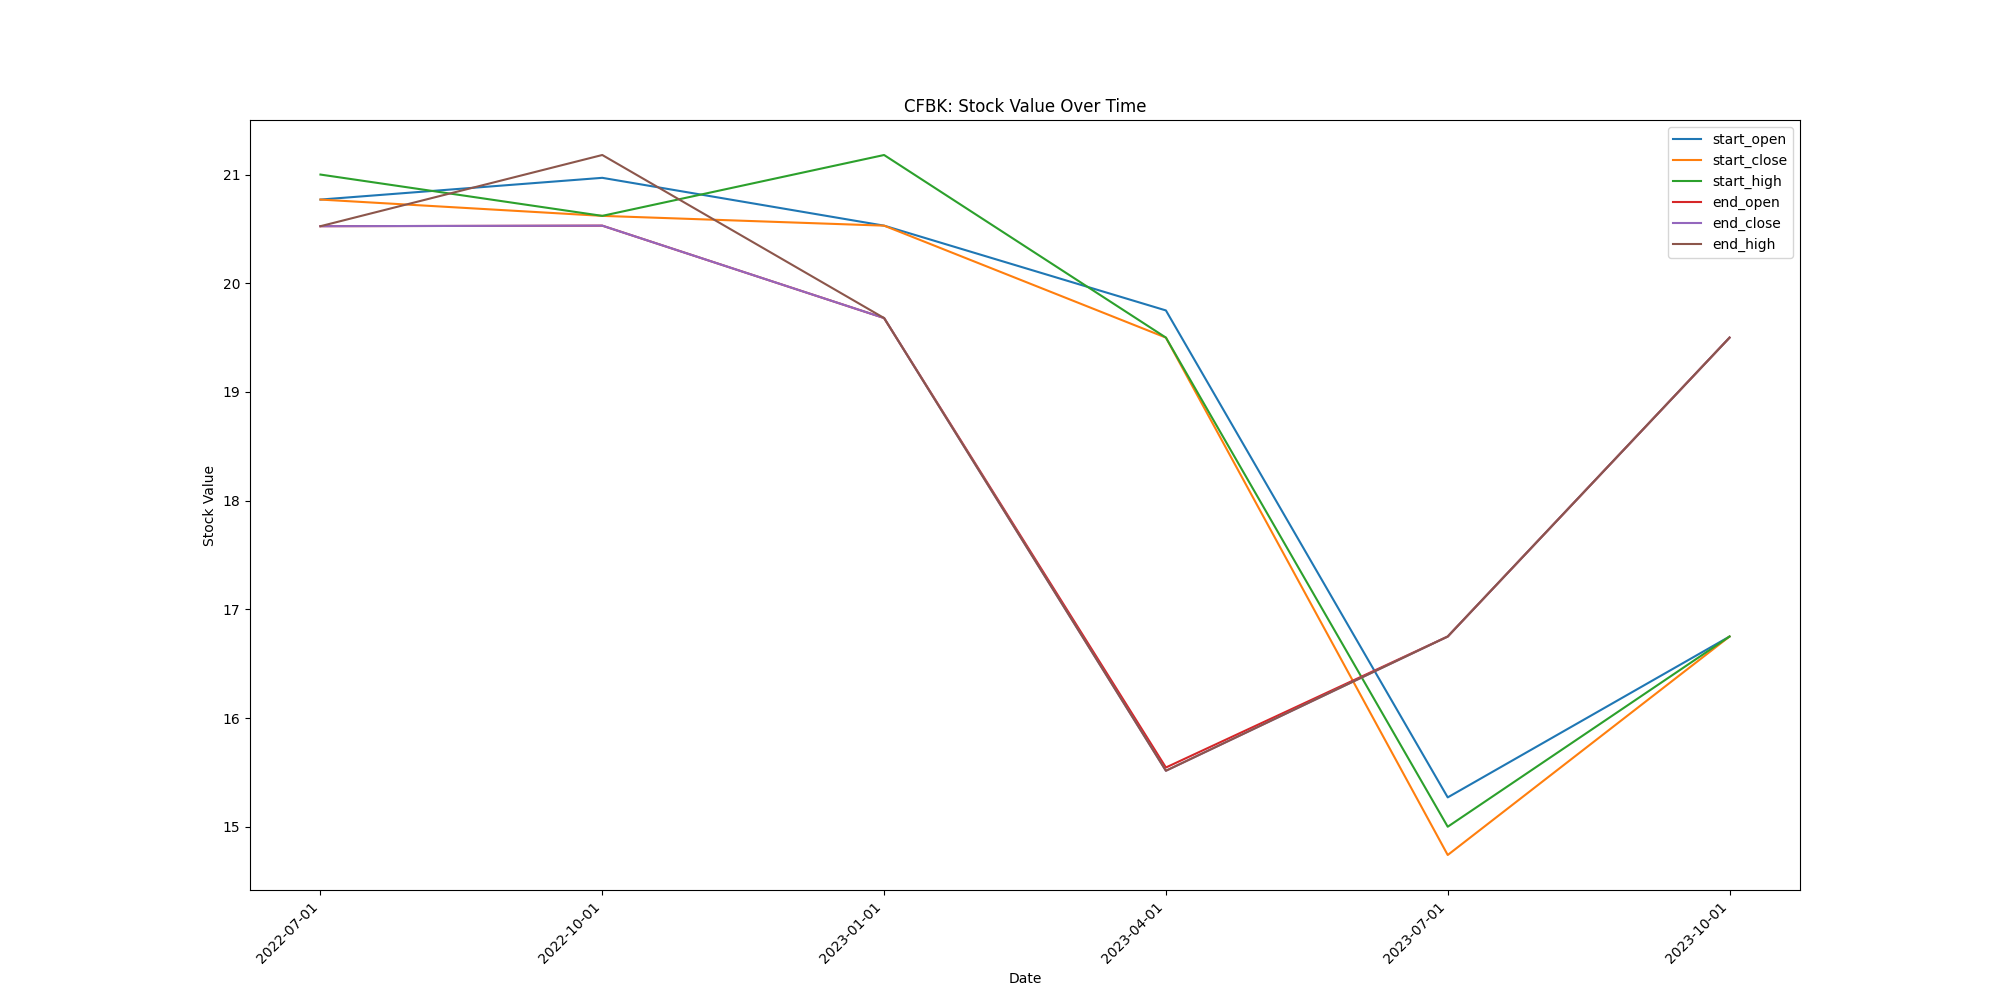 CFBK: Stock Value Over Time
start_open
start_close
start_high
end_open
end_close
end_high
Stock Value
21
20
19
18
17
16
15
2022-07-01
2022-10-01
2023-01-01
2023-04-01
2023-07-01
2023-10-01
Date